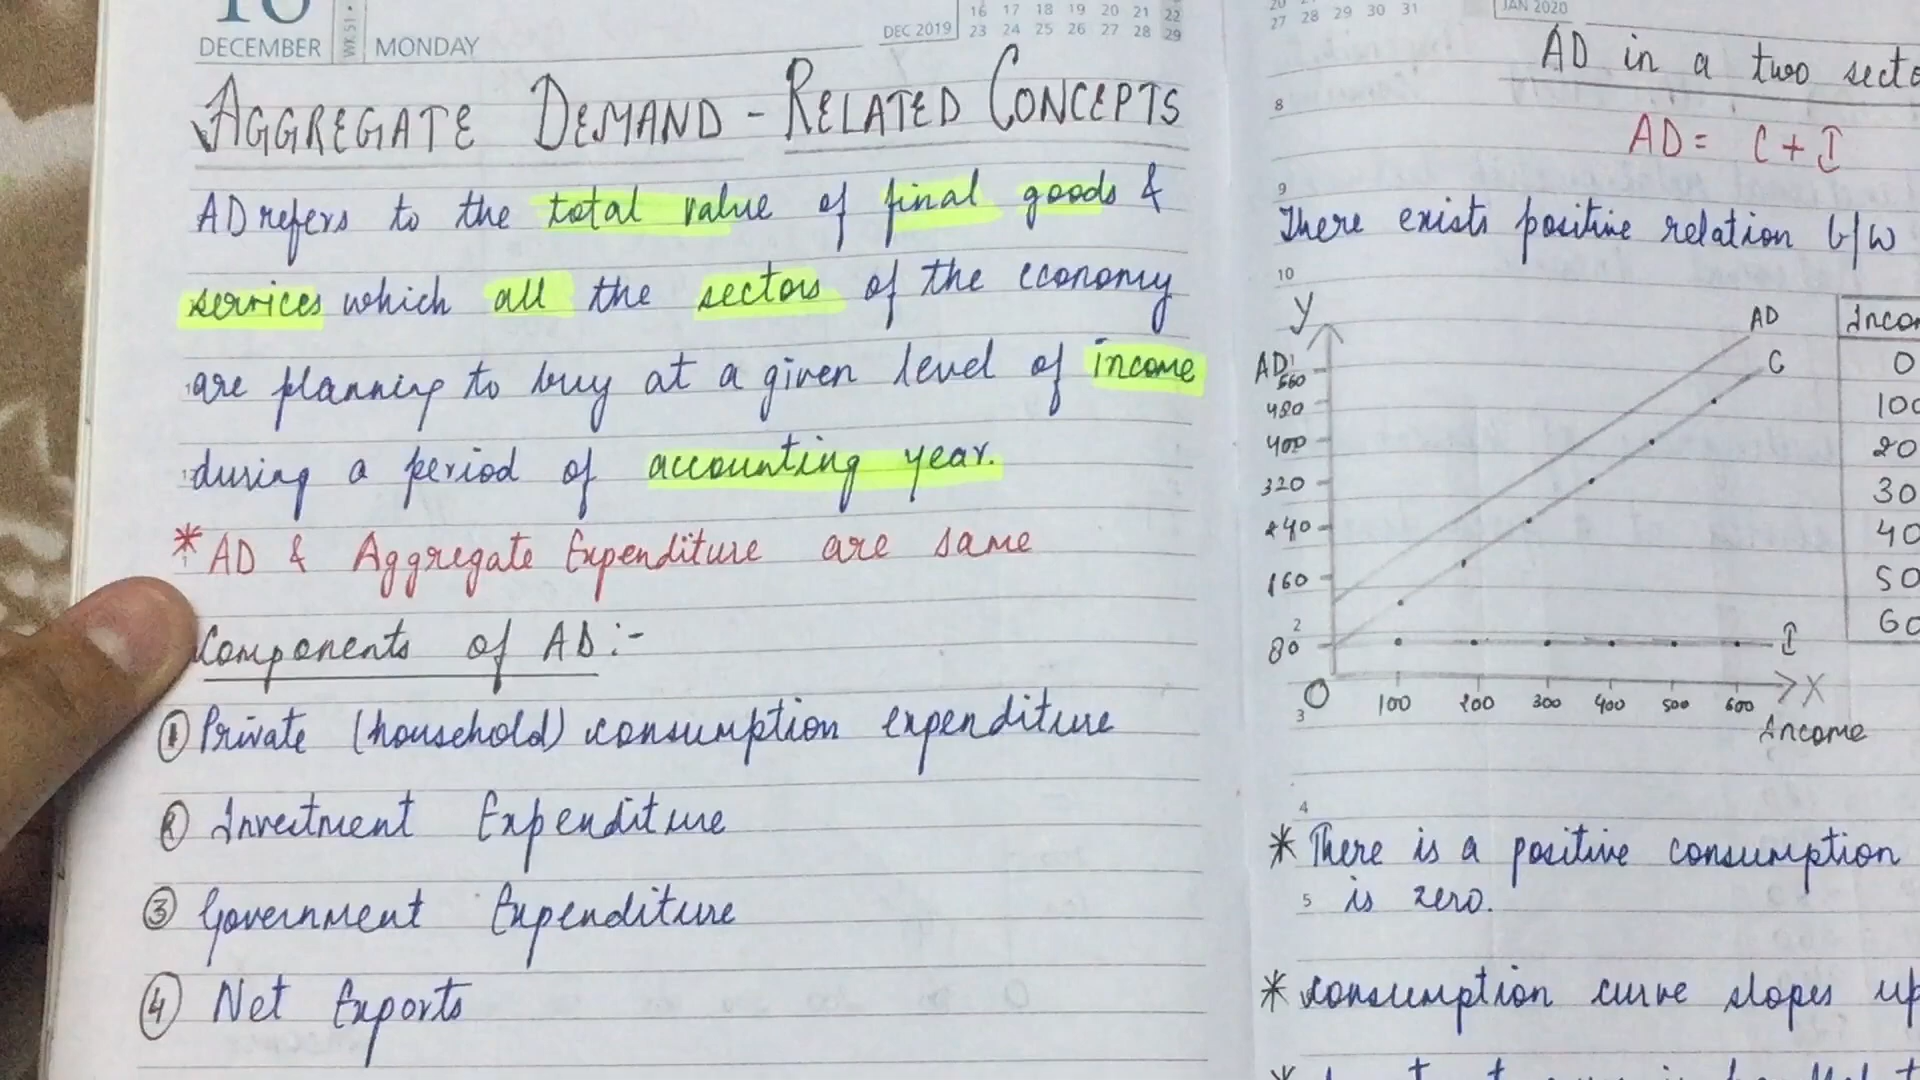 DECEMBER
WK 51
MONDAY
DEC 2019
16 17 18 19 20 21 22
23 24 25 26 27 28 29
AGGREGATE DEMAND - RELATED CONCEPTS
AD refers to the total value of final goods &
services which all the sectors of the economy
are planning to buy at a given level of income
during a period of accounting year.
* AD & Aggregate Expenditure are same
Components of AD:-
① Private (household) consumption expenditure
② Investment Expenditure
③ Government Expenditure
④ Net Exports
27 28 29 30 31
JAN 2020
AD in a two
8
AD = C + I
9
There exists positive relation b/w
10
Y
AD
C
AD
560
480
400
320
240
160
80
I
O
100 200 300 400 500 600
X
Income
0
2
3
4
* There is a positive consumption
5
is zero.
* consumption curve slopes